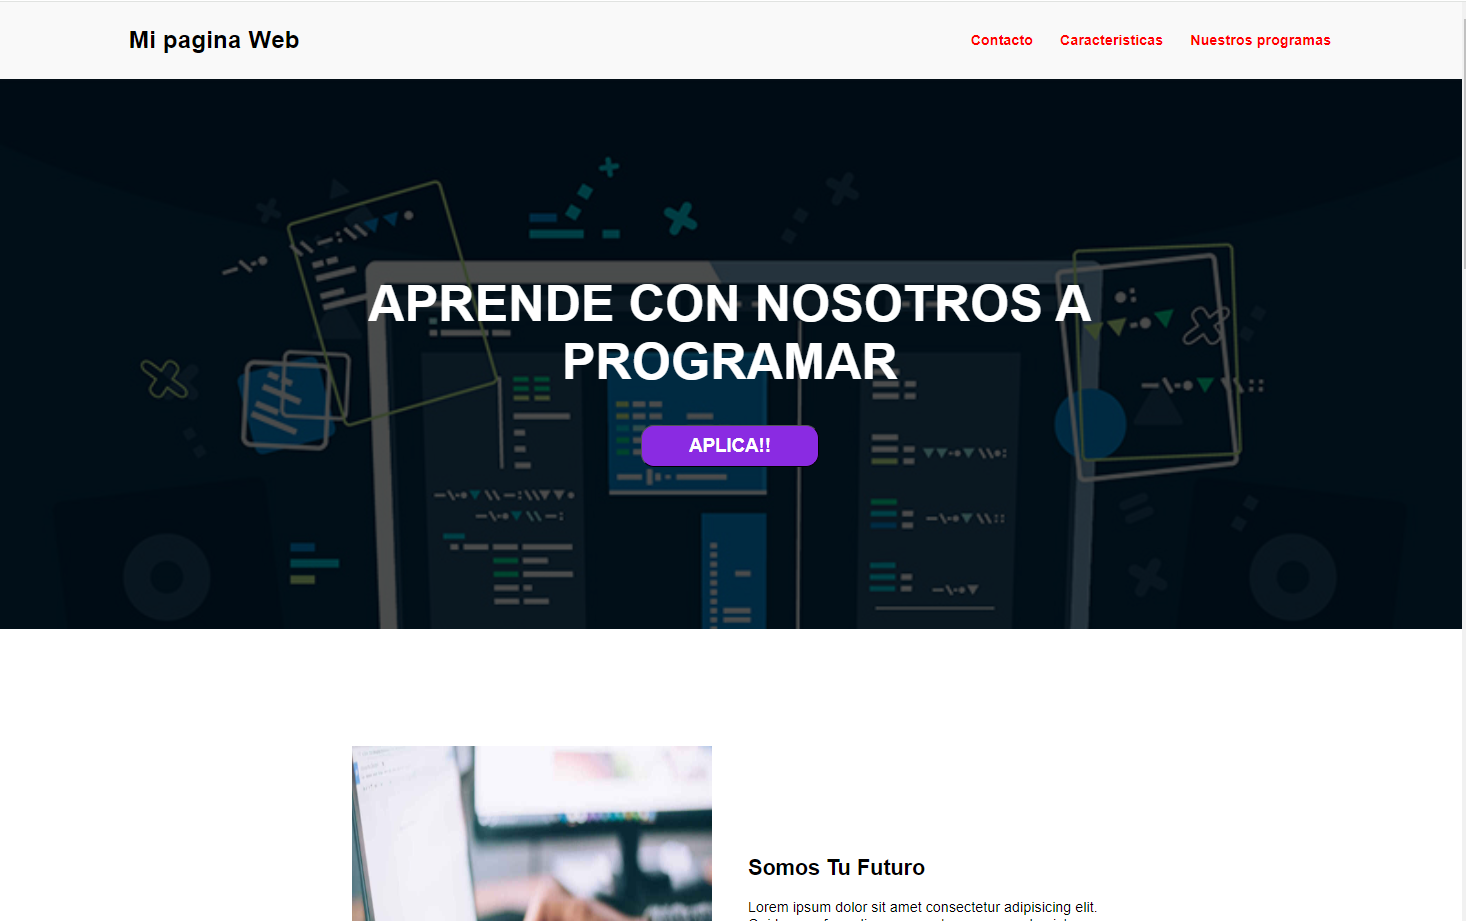 Mi pagina Web
Contacto Caracteristicas Nuestros programas
APRENDE CON NOSOTROS A
PROGRAMAR
APLICA!!
Somos Tu Futuro
Lorem ipsum dolor sit amet consectetur adipisicing elit.